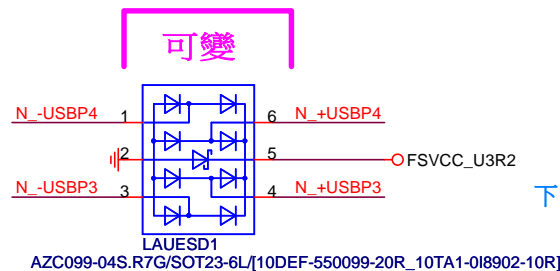 可變
N_-USBP4
1
6
N_+USBP4
2
5
FSVCC_U3R2
N_-USBP3
3
4
N_+USBP3
下
LAUESD1
AZC099-04S.R7G/SOT23-6L/[10DEF-550099-20R_10TA1-0I8902-10R]